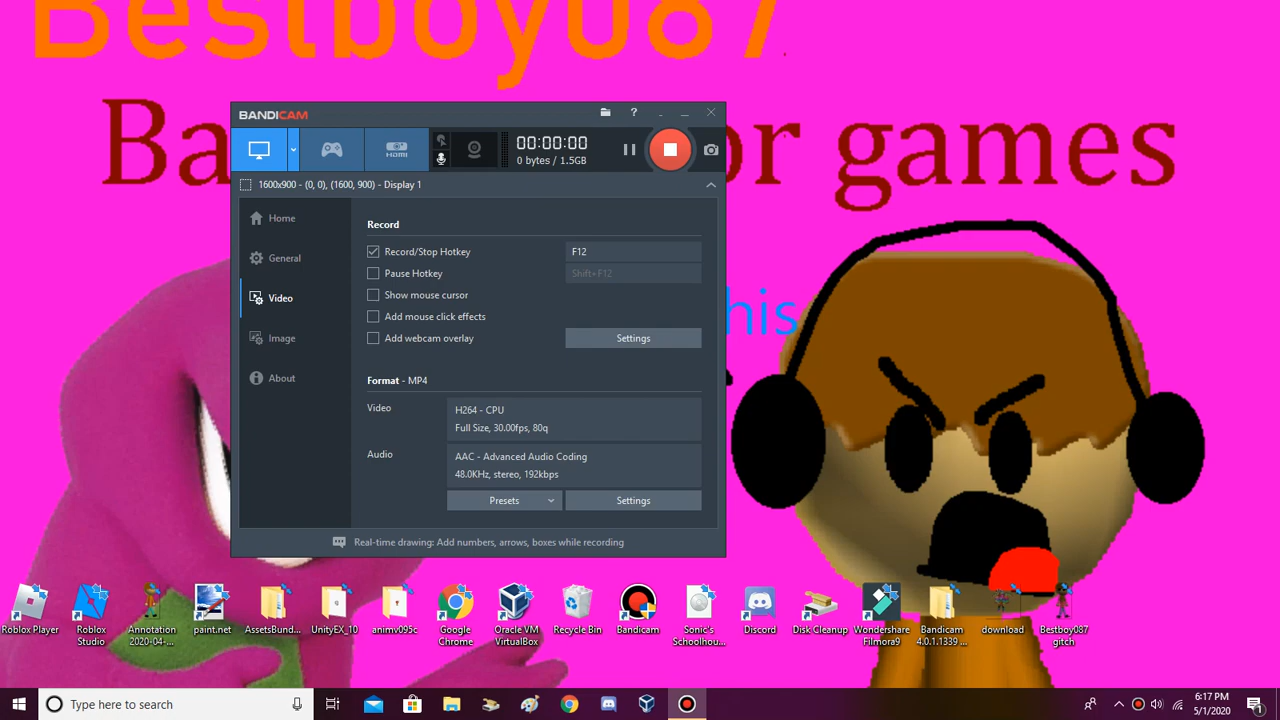 Bestboy087
Ba or games
his
BANDICAM
?
HDMI
00:00:00
0 bytes / 1.5GB
1600x900 - (0, 0), (1600, 900) - Display 1
Home
General
Video
Image
About
Record
Record/Stop Hotkey F12
Pause Hotkey Shift+F12
Show mouse cursor
Add mouse click effects
Add webcam overlay Settings
Format - MP4
Video H264 - CPU
Full Size, 30.00fps, 80q
Audio AAC - Advanced Audio Coding
48.0KHz, stereo, 192kbps
Presets Settings
Real-time drawing: Add numbers, arrows, boxes while recording
Roblox Player
Roblox
Studio
Annotation
2020-04-...
paint.net
AssetsBund...
UnityEX_10
animv095c
Google
Chrome
Oracle VM
VirtualBox
Recycle Bin
Bandicam
Sonic's
Schoolhou...
Discord
Disk Cleanup
Wondershare
Filmora9
Bandicam
4.0.1.1339 ...
download
Bestboy087
gitch
Type here to search
6:17 PM
5/1/2020
1